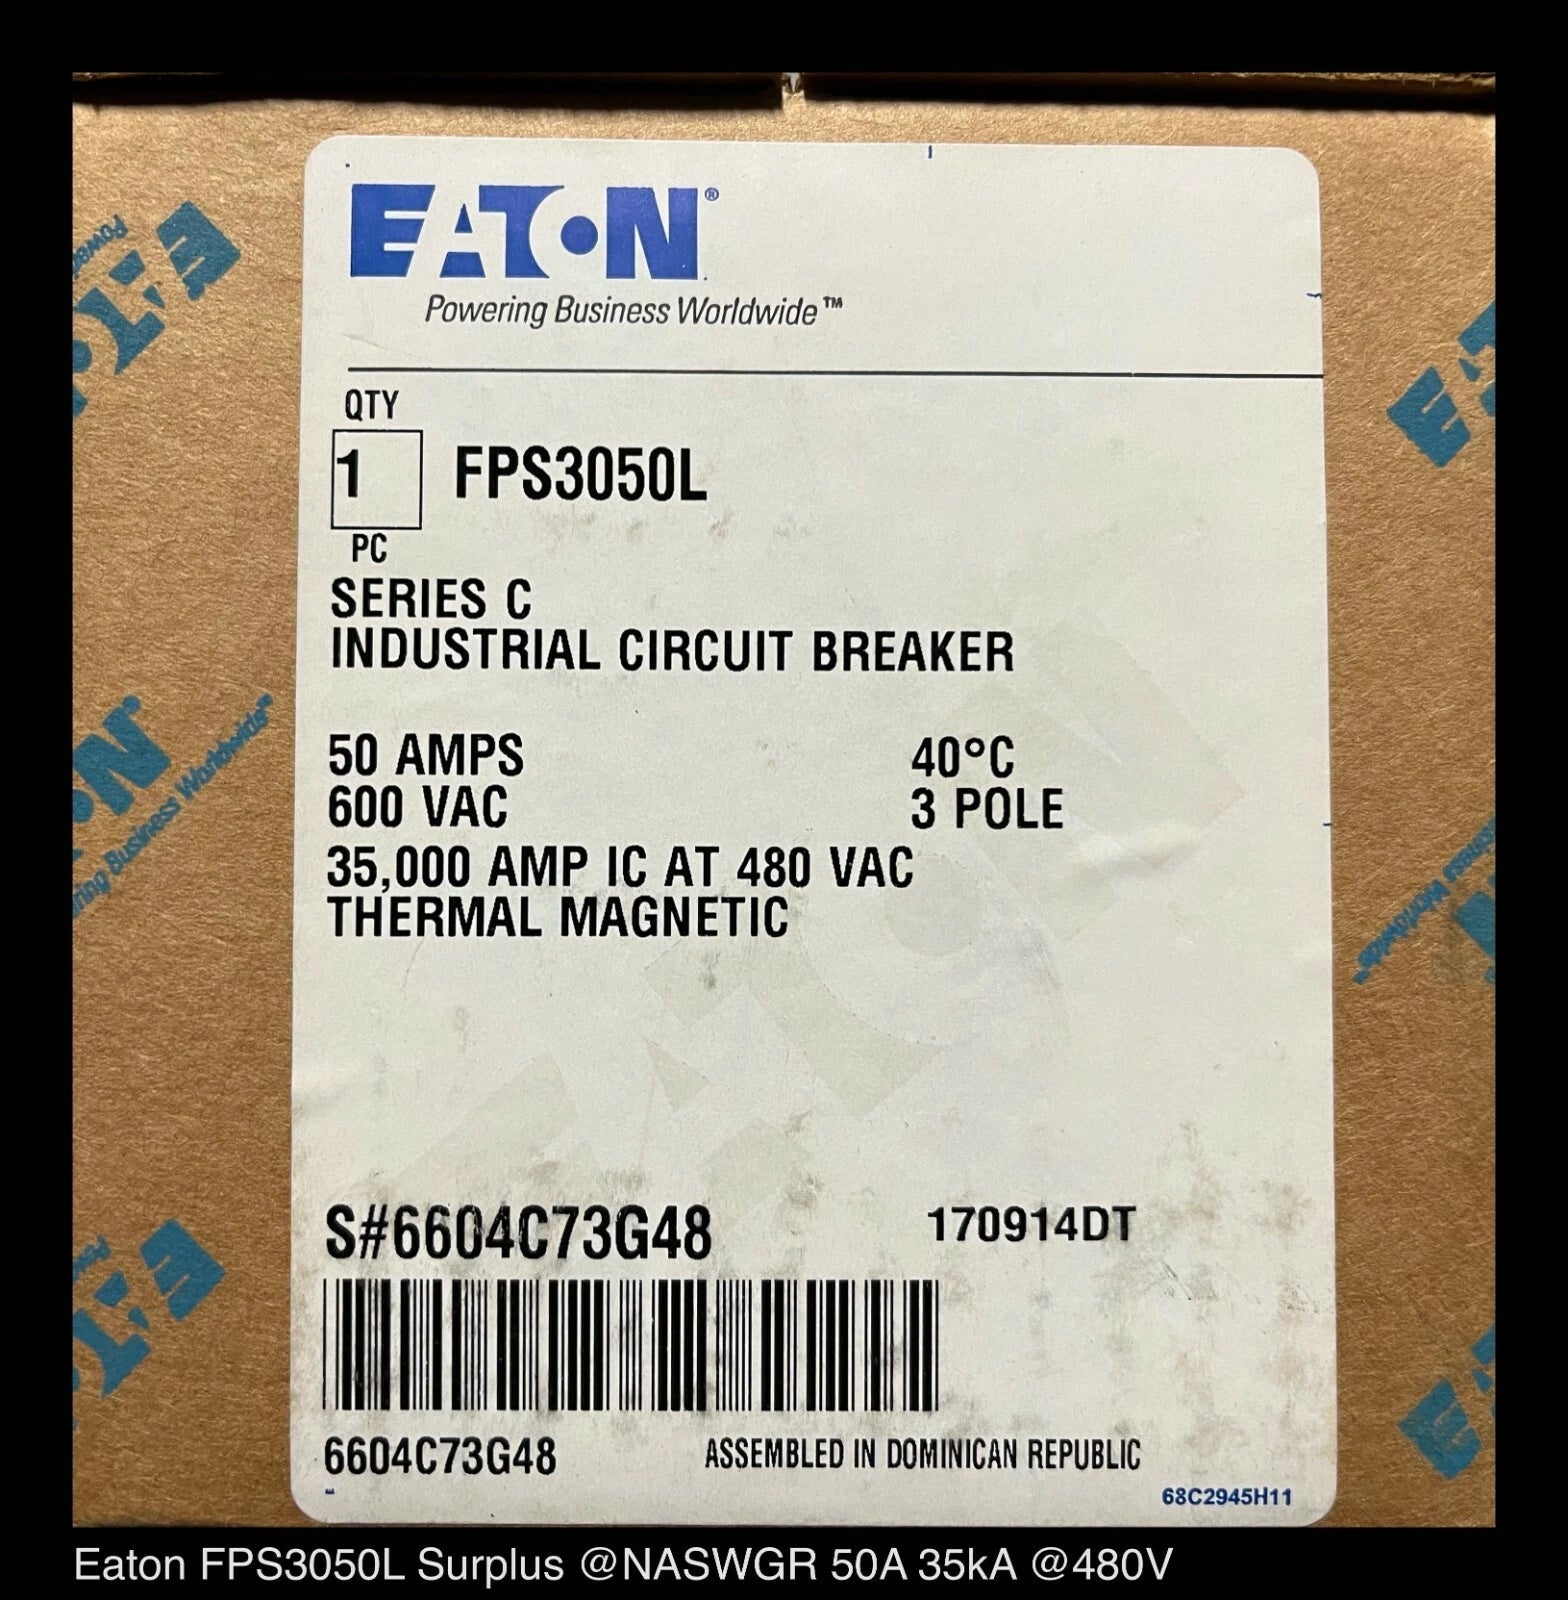 EATON®
Powering Business Worldwide™
QTY
1 FPS3050L
PC
SERIES C
INDUSTRIAL CIRCUIT BREAKER
50 AMPS 40°C
600 VAC 3 POLE
35,000 AMP IC AT 480 VAC
THERMAL MAGNETIC
S#6604C73G48 170914DT
6604C73G48 ASSEMBLED IN DOMINICAN REPUBLIC
68C2945H11
Eaton FPS3050L Surplus @NASWGR 50A 35kA @480V